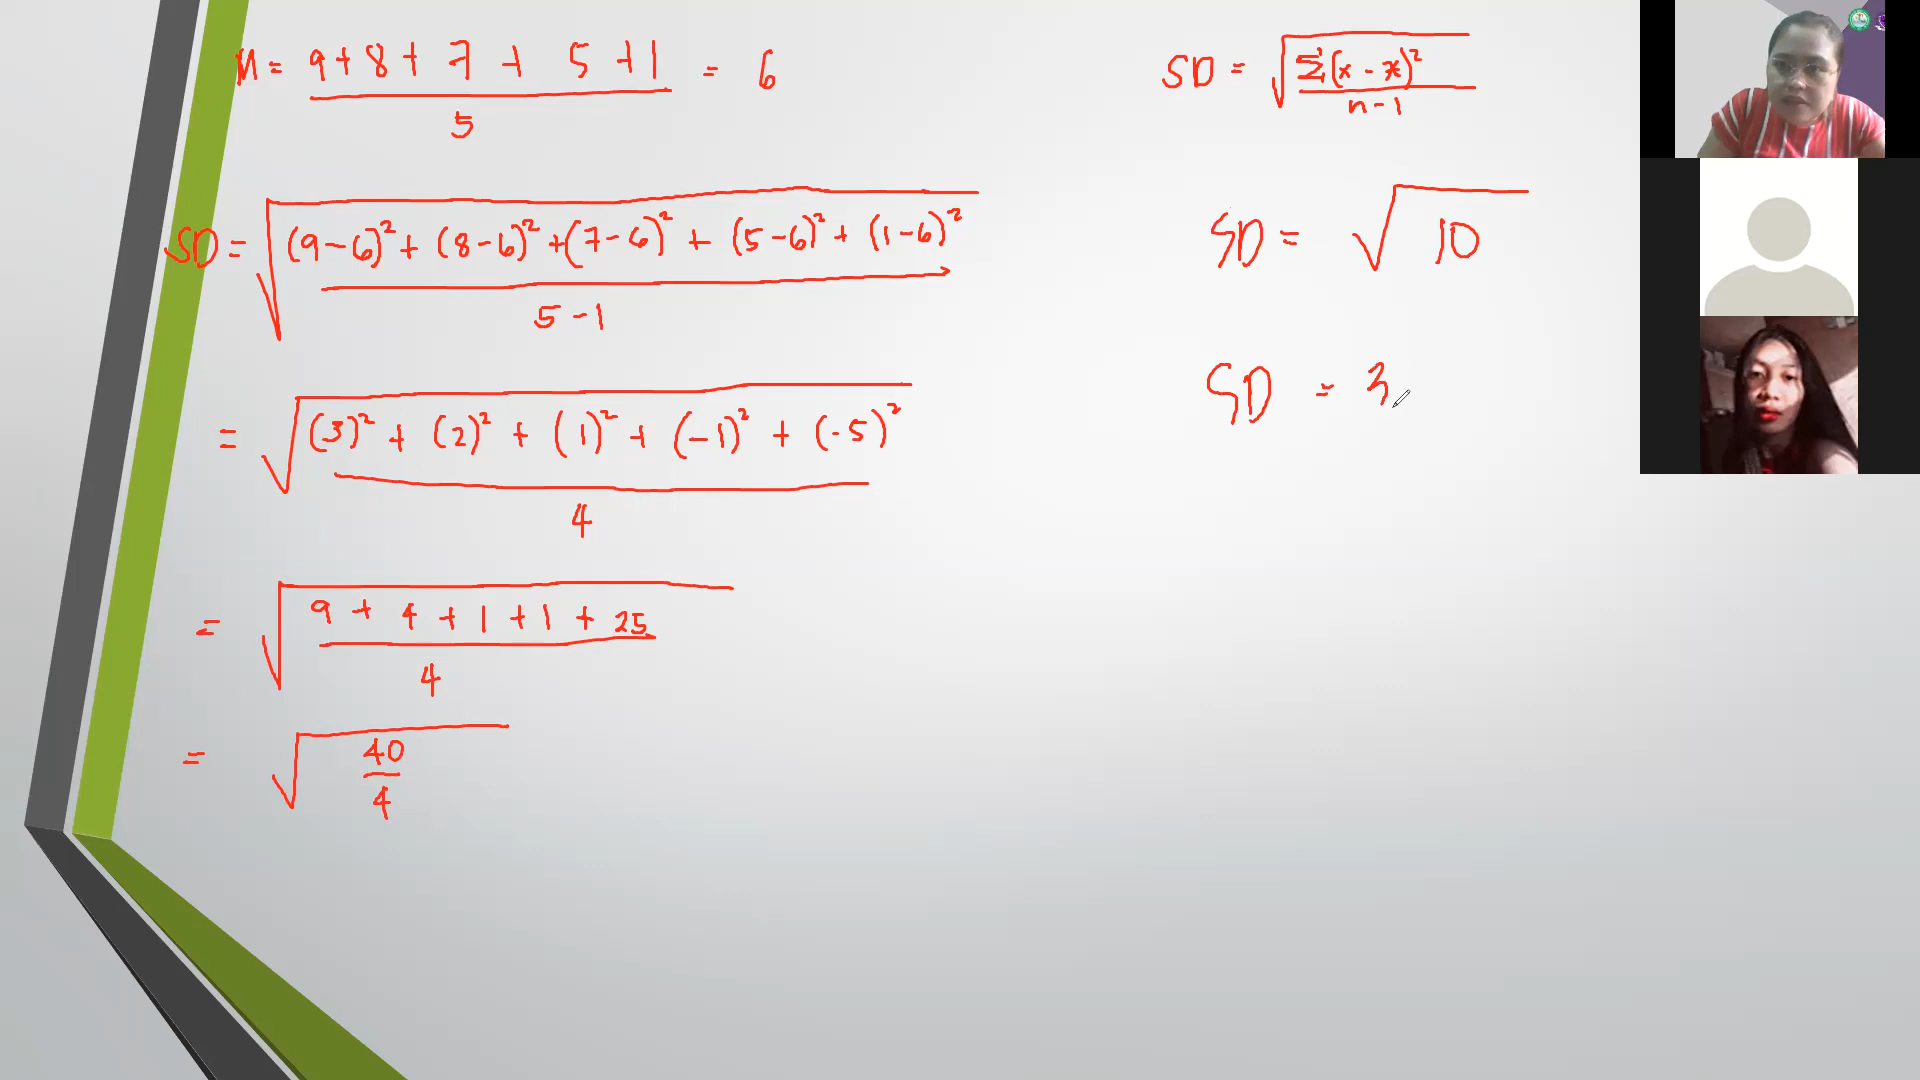 M = 9 + 8 + 7 + 5 + 1 = 6
5
SD = √ (9 - 6)² + (8 - 6)² + (7 - 6)² + (5 - 6)² + (1 - 6)²
5 - 1
= √ (3)² + (2)² + (1)² + (-1)² + (-5)²
4
= √ 9 + 4 + 1 + 1 + 25
4
= √ 40
4
SD = √ Σ(x - x̄)²
n - 1
SD = √ 10
SD = 3